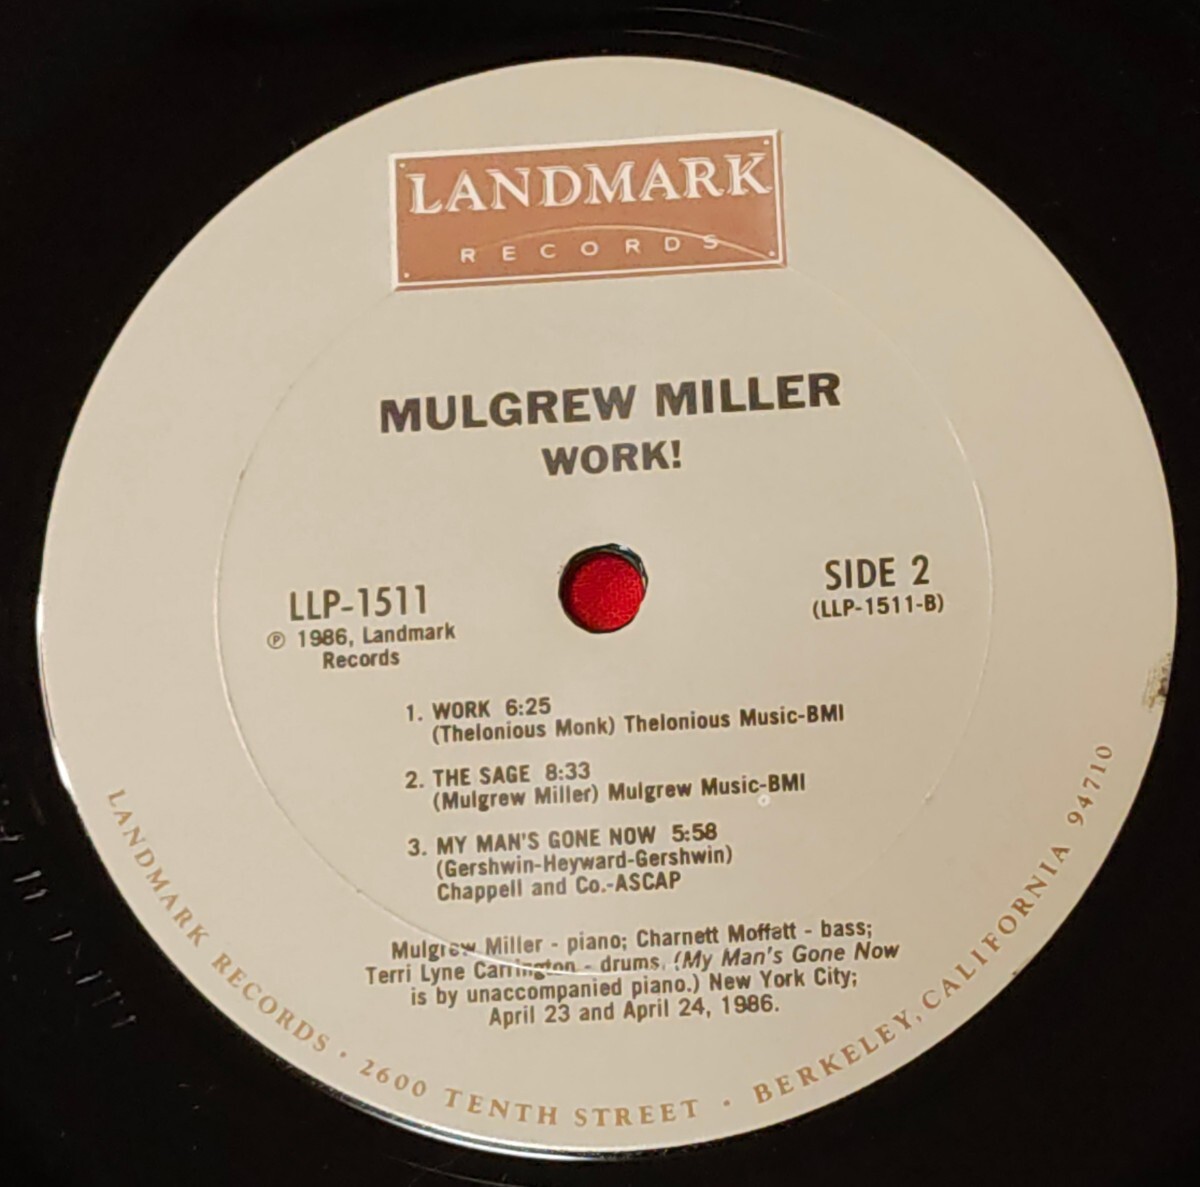 LANDMARK
RECORDS
MULGREW MILLER
WORK!
LLP-1511
℗ 1986, Landmark
Records
SIDE 2
(LLP-1511-B)
1. WORK 6:25
(Thelonious Monk) Thelonious Music-BMI
2. THE SAGE 8:33
(Mulgrew Miller) Mulgrew Music-BMI
3. MY MAN'S GONE NOW 5:58
(Gershwin-Heyward-Gershwin)
Chappell and Co.-ASCAP
Mulgrew Miller - piano; Charnett Moffett - bass;
Terri Lyne Carrington - drums. (My Man's Gone Now
is by unaccompanied piano.) New York City;
April 23 and April 24, 1986.
LANDMARK RECORDS · 2600 TENTH STREET · BERKELEY, CALIFORNIA 94710